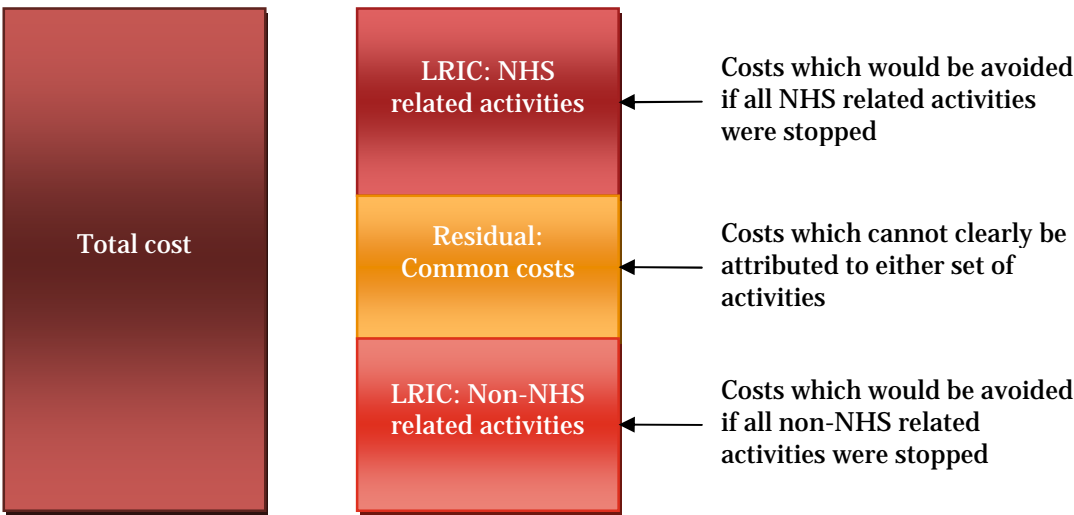 Total cost
LRIC: NHS
related activities
Costs which would be avoided
if all NHS related activities
were stopped
Residual:
Common costs
Costs which cannot clearly be
attributed to either set of
activities
LRIC: Non-NHS
related activities
Costs which would be avoided
if all non-NHS related
activities were stopped